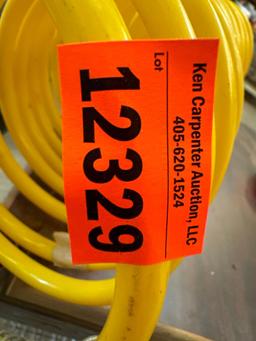 Ken Carpenter Auction, LLC
405-620-1524
Lot
12329